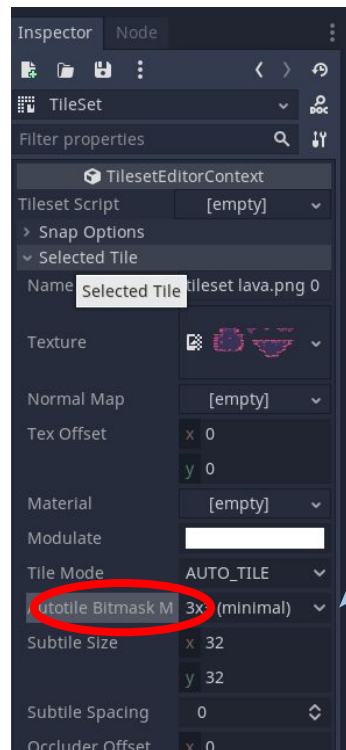 Inspector Node
TileSet
DOC
Filter properties
TilesetEditorContext
Tileset Script [empty]
Snap Options
Selected Tile
Name tileset lava.png 0
Selected Tile
Texture
Normal Map [empty]
Tex Offset x 0
y 0
Material [empty]
Modulate
Tile Mode AUTO_TILE
Autotile Bitmask M (minimal)
Subtile Size x 32
y 32
Subtile Spacing 0
Occluder Offset x 0